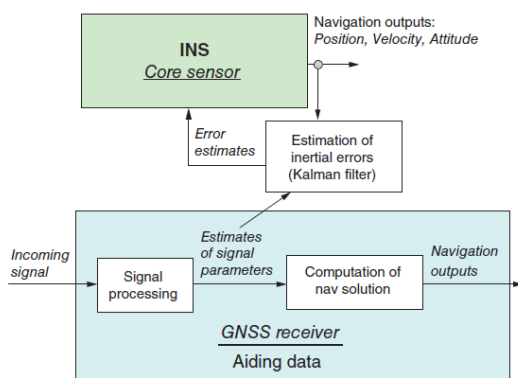 Navigation outputs:
Position, Velocity, Attitude
INS
Core sensor
Error
estimates
Estimation of
inertial errors
(Kalman filter)
Incoming
signal
Signal
processing
Estimates
of signal
parameters
Computation of
nav solution
Navigation
outputs
GNSS receiver
Aiding data